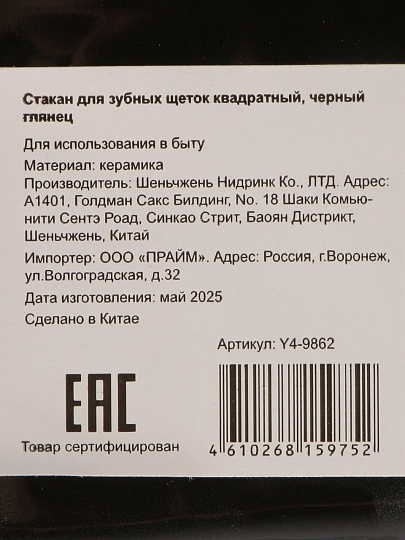 Стакан для зубных щеток квадратный, черный
глянец
Для использования в быту
Материал: керамика
Производитель: Шеньчжень Нидринк Ко., ЛТД. Адрес:
А1401, Голдман Сакс Билдинг, No. 18 Шаки Комью-
нити Сентэ Роад, Синкао Стрит, Баоян Дистрикт,
Шеньчжень, Китай
Импортер: ООО «ПРАЙМ». Адрес: Россия, г.Воронеж,
ул.Волгоградская, д.32
Дата изготовления: май 2025
Сделано в Китае
Артикул: Y4-9862
ЕАС
Товар сертифицирован
4 610268 159752